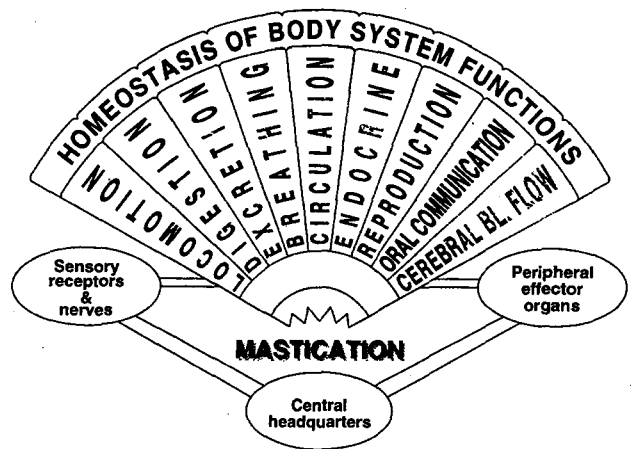 HOMEOSTASIS OF BODY SYSTEM FUNCTIONS
LOCOMOTION
DIGESTION
EXCRETION
BREATHING
CIRCULATION
ENDOCRINE
REPRODUCTION
ORAL COMMUNICATION
CEREBRAL BL. FLOW
Sensory
receptors
&
nerves
Peripheral
effector
organs
MASTICATION
Central
headquarters